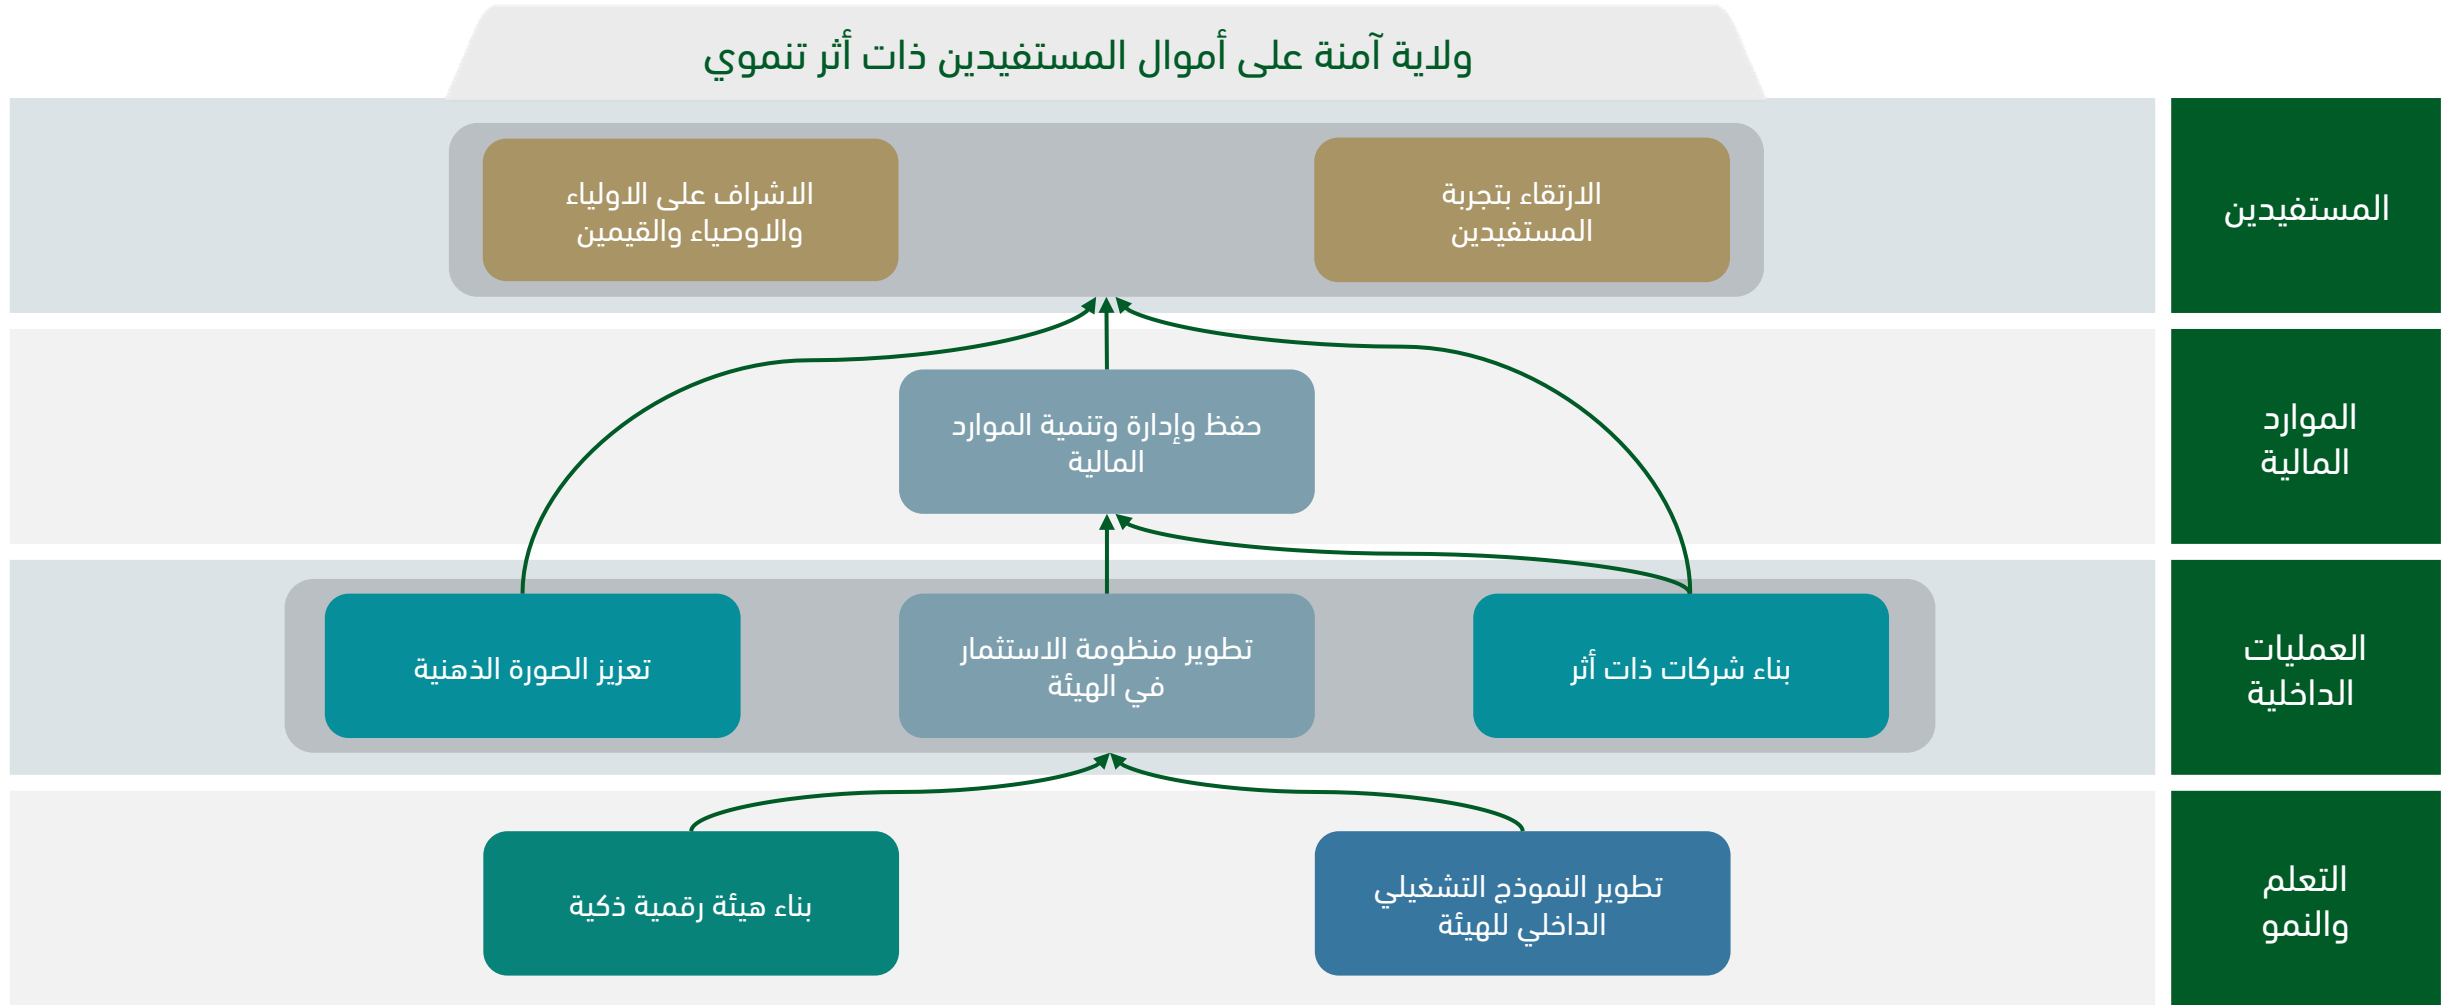 ولاية آمنة على أموال المستفيدين ذات أثر تنموي
المستفيدين
الارتقاء بتجربة
المستفيدين
الاشراف على الاولياء
والاوصياء والقيمين
الموارد
المالية
حفظ وإدارة وتنمية الموارد
المالية
العمليات
الداخلية
بناء شركات ذات أثر
تطوير منظومة الاستثمار
في الهيئة
تعزيز الصورة الذهنية
التعلم
والنمو
تطوير النموذج التشغيلي
الداخلي للهيئة
بناء هيئة رقمية ذكية